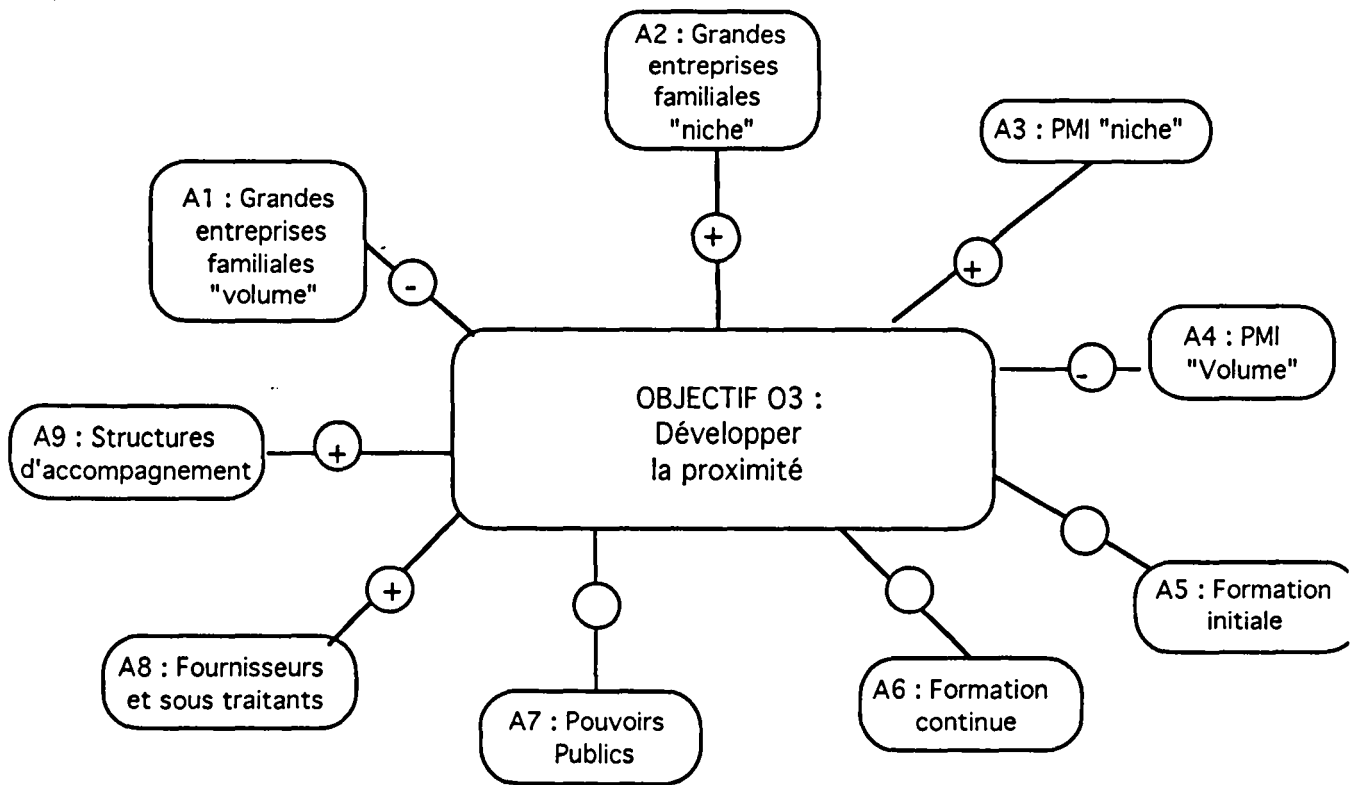 A2 : Grandes
entreprises
familiales
"niche"
A3 : PMI "niche"
A1 : Grandes
entreprises
familiales
"volume"
+
+
-
A4 : PMI
"Volume"
-
OBJECTIF O3 :
Développer
la proximité
A9 : Structures
d'accompagnement
+
A5 : Formation
initiale
+
A8 : Fournisseurs
et sous traitants
A6 : Formation
continue
A7 : Pouvoirs
Publics